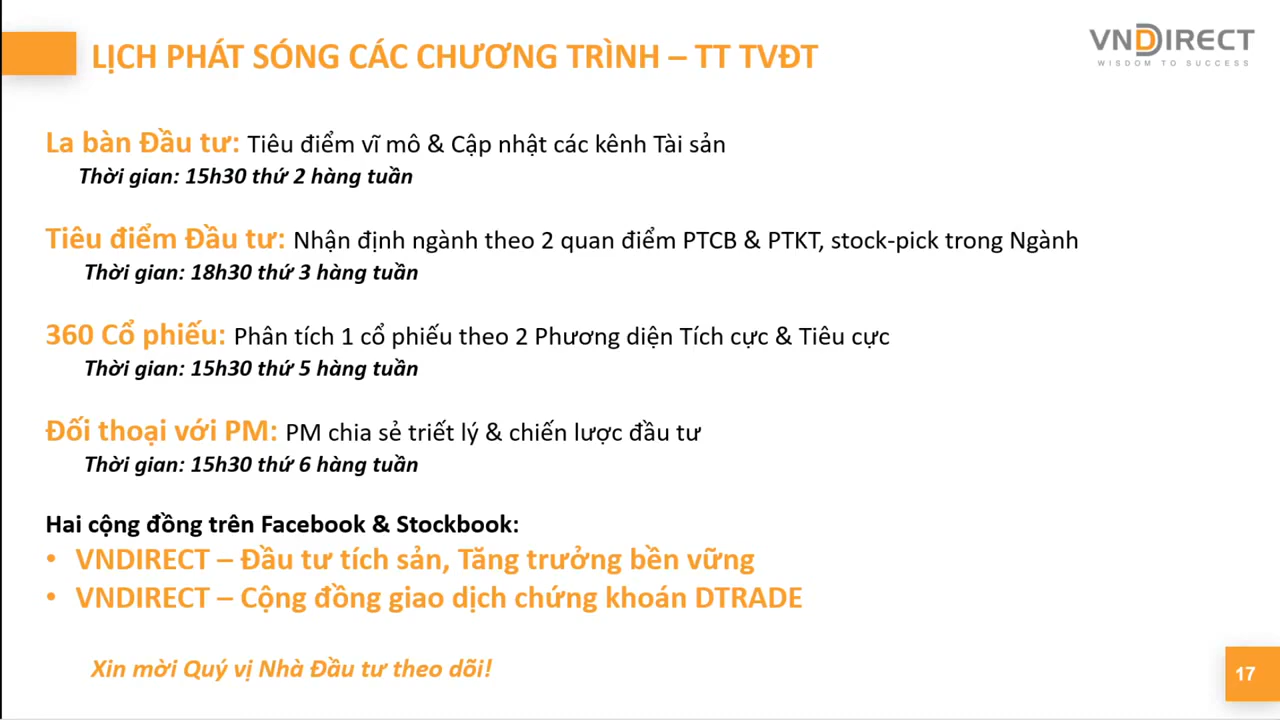 LỊCH PHÁT SÓNG CÁC CHƯƠNG TRÌNH – TT TVĐT
VNDIRECT
WISDOM TO SUCCESS
La bàn Đầu tư: Tiêu điểm vĩ mô & Cập nhật các kênh Tài sản
Thời gian: 15h30 thứ 2 hàng tuần
Tiêu điểm Đầu tư: Nhận định ngành theo 2 quan điểm PTCB & PTKT, stock-pick trong Ngành
Thời gian: 18h30 thứ 3 hàng tuần
360 Cổ phiếu: Phân tích 1 cổ phiếu theo 2 Phương diện Tích cực & Tiêu cực
Thời gian: 15h30 thứ 5 hàng tuần
Đối thoại với PM: PM chia sẻ triết lý & chiến lược đầu tư
Thời gian: 15h30 thứ 6 hàng tuần
Hai cộng đồng trên Facebook & Stockbook:
• VNDIRECT – Đầu tư tích sản, Tăng trưởng bền vững
• VNDIRECT – Cộng đồng giao dịch chứng khoán DTRADE
Xin mời Quý vị Nhà Đầu tư theo dõi!
17